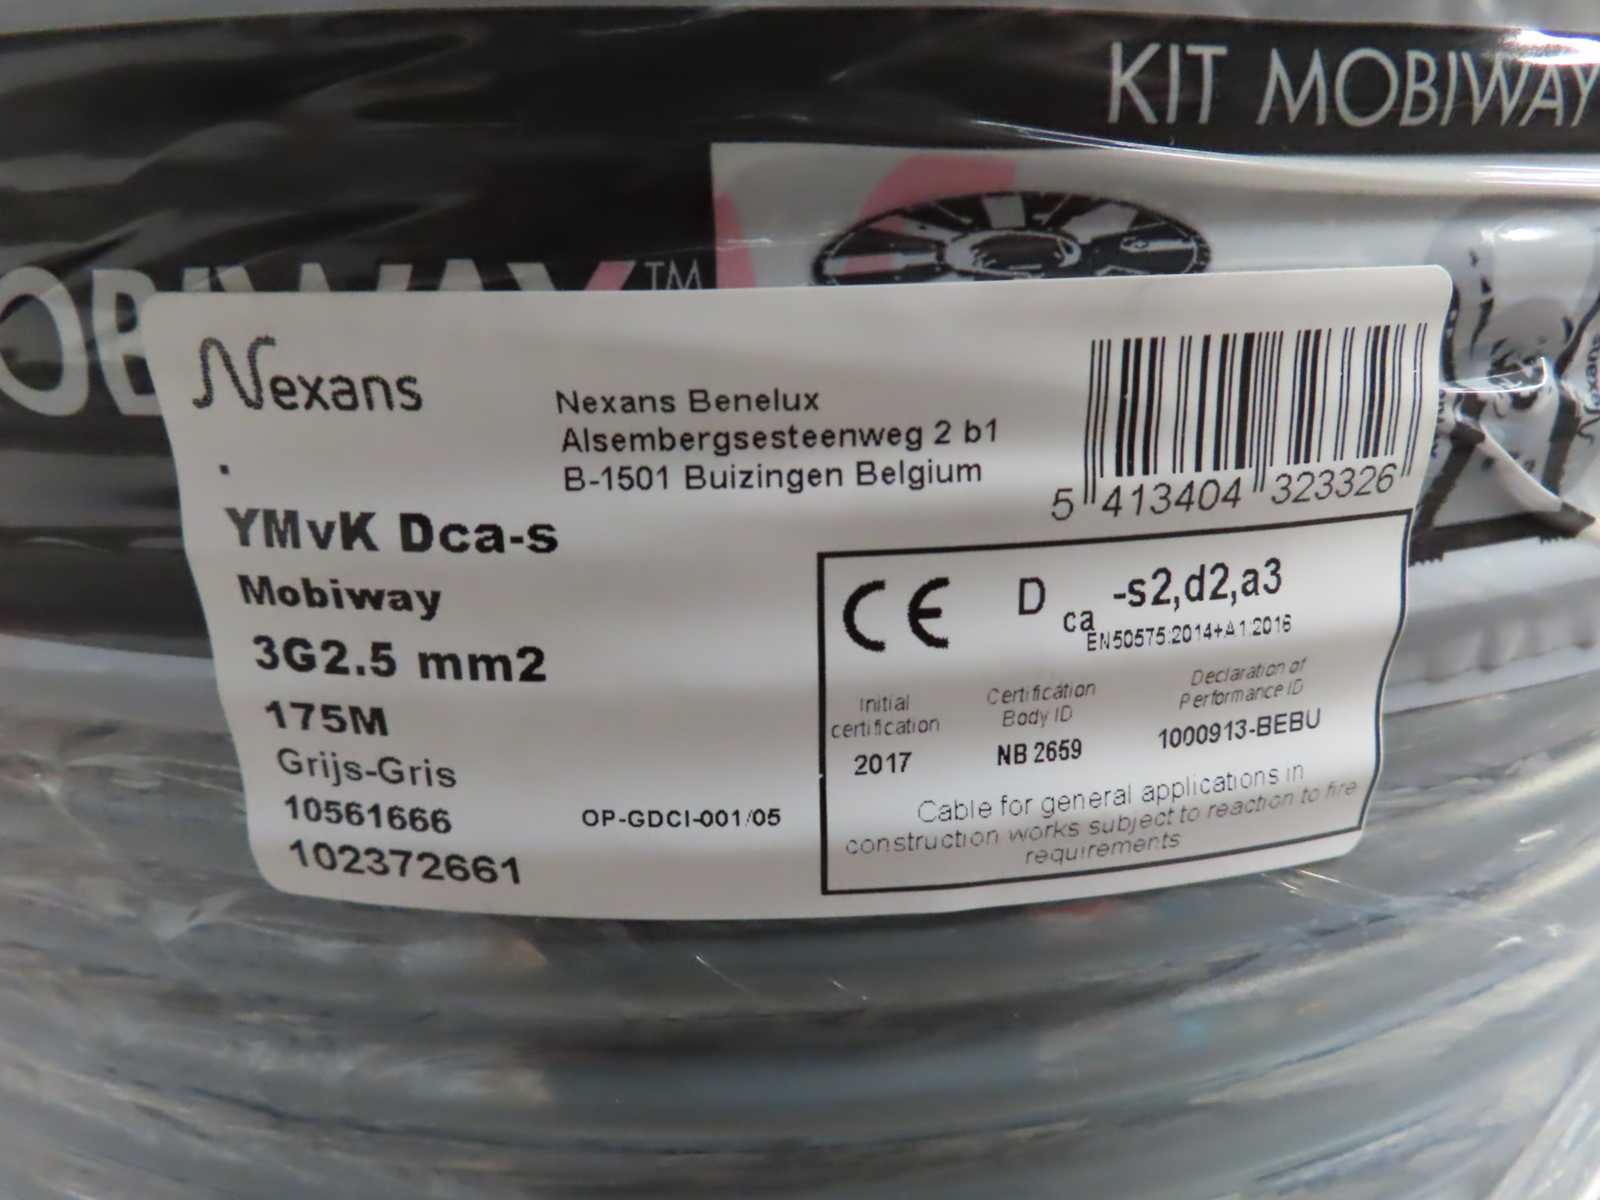 KIT MOBIWAY
OBIWAY™
Nexans
Nexans Benelux
Alsembergsesteenweg 2 b1
B-1501 Buizingen Belgium
5 413404 323326
.
YMvK Dca-s
Mobiway
3G2.5 mm2
175M
Grijs-Gris
10561666
102372661
OP-GDCI-001/05
CE D ca -s2,d2,a3
EN50575:2014+A1:2016
Initial certification
Certification Body ID
Declaration of Performance ID
2017
NB 2659
1000913-BEBU
Cable for general applications in
construction works subject to reaction to fire
requirements
Nexans